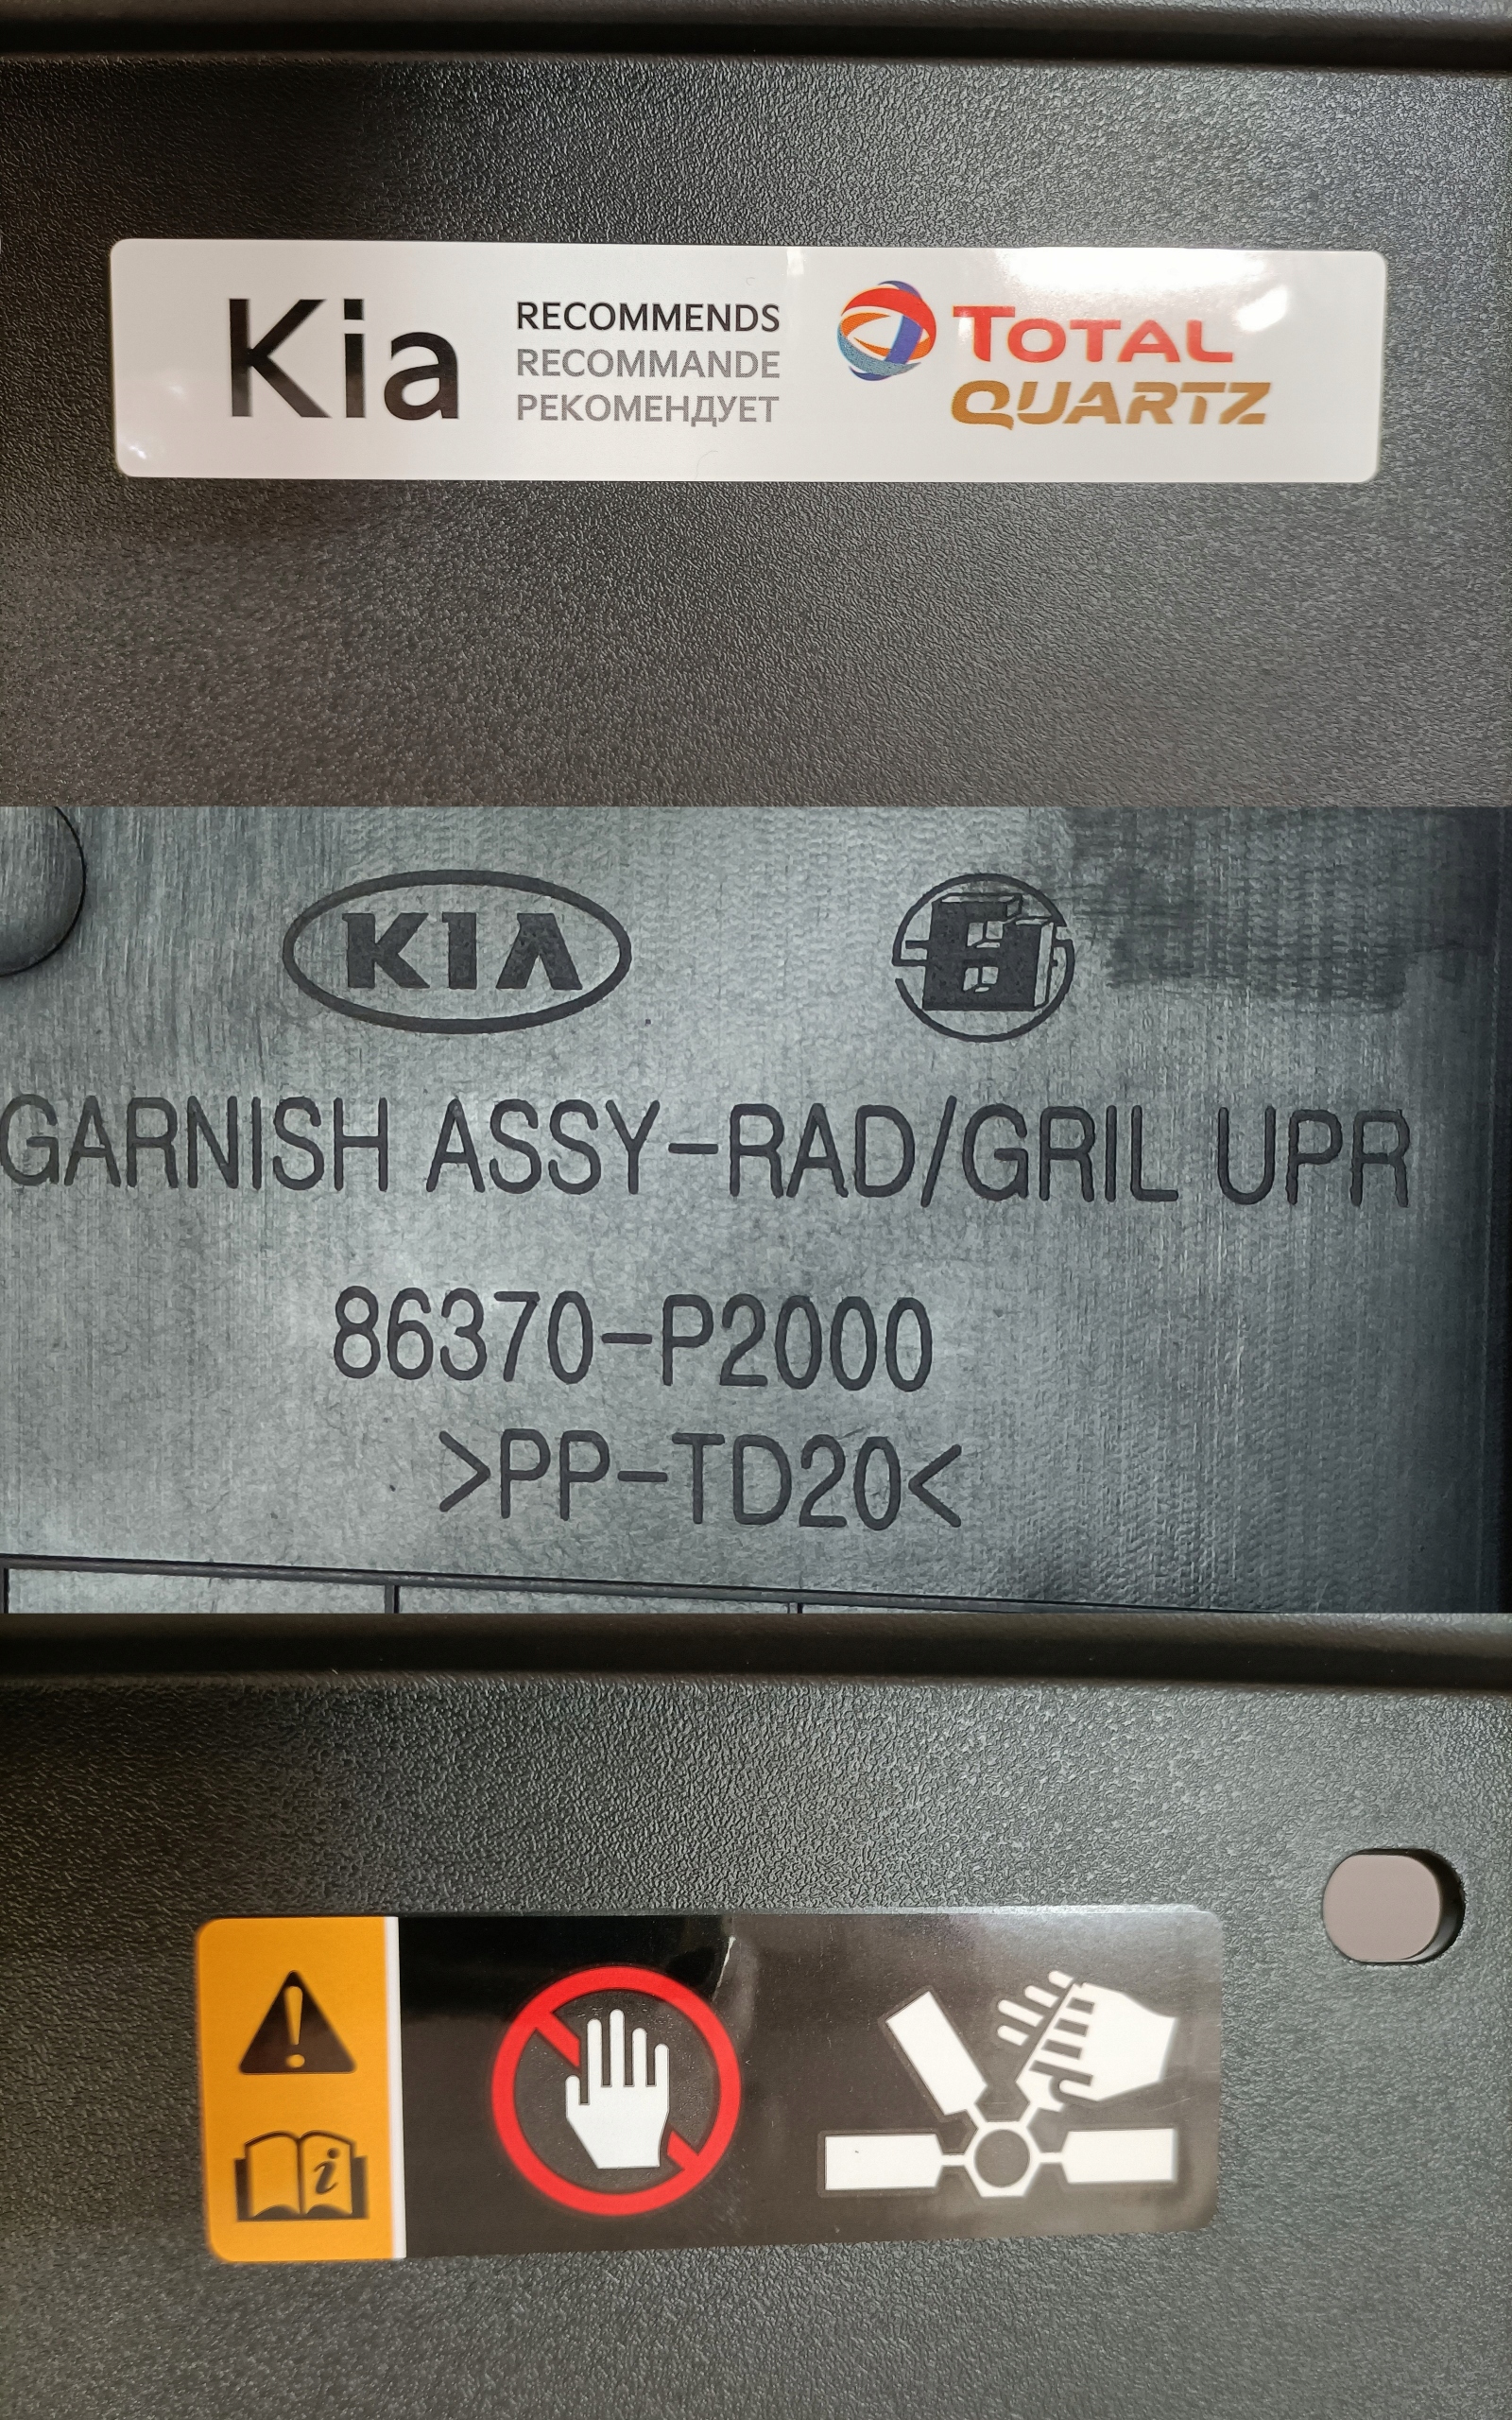 Kia
RECOMMENDS
RECOMMANDE
РЕКОМЕНДУЕТ
TOTAL
QUARTZ
KIA
GARNISH ASSY-RAD/GRIL UPR
86370-P2000
>PP-TD20<
!
i